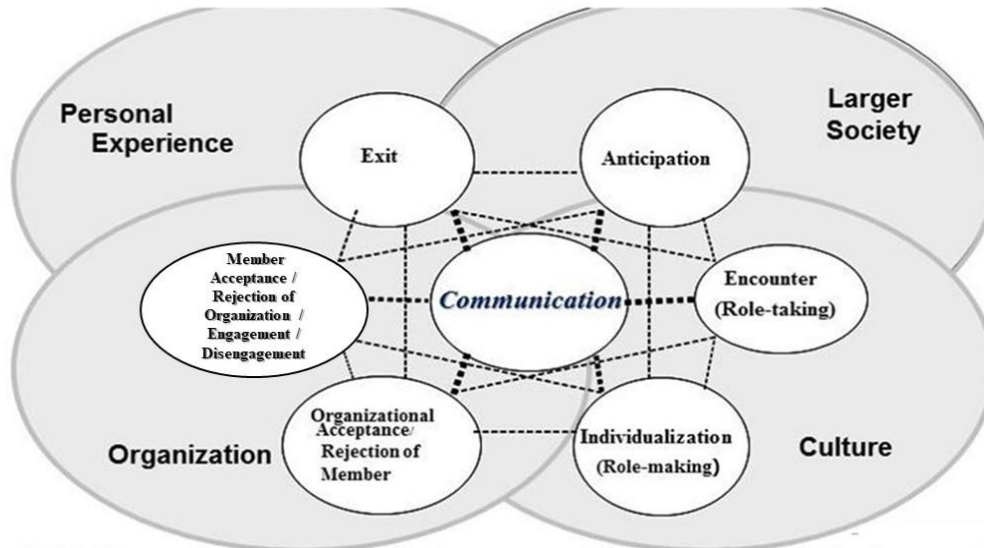 Personal
Experience
Larger
Society
Exit
Anticipation
Member
Acceptance /
Rejection of
Organization /
Engagement /
Disengagement
Communication
Encounter
(Role-taking)
Organizational
Acceptance/
Rejection of
Member
Individualization
(Role-making)
Organization
Culture